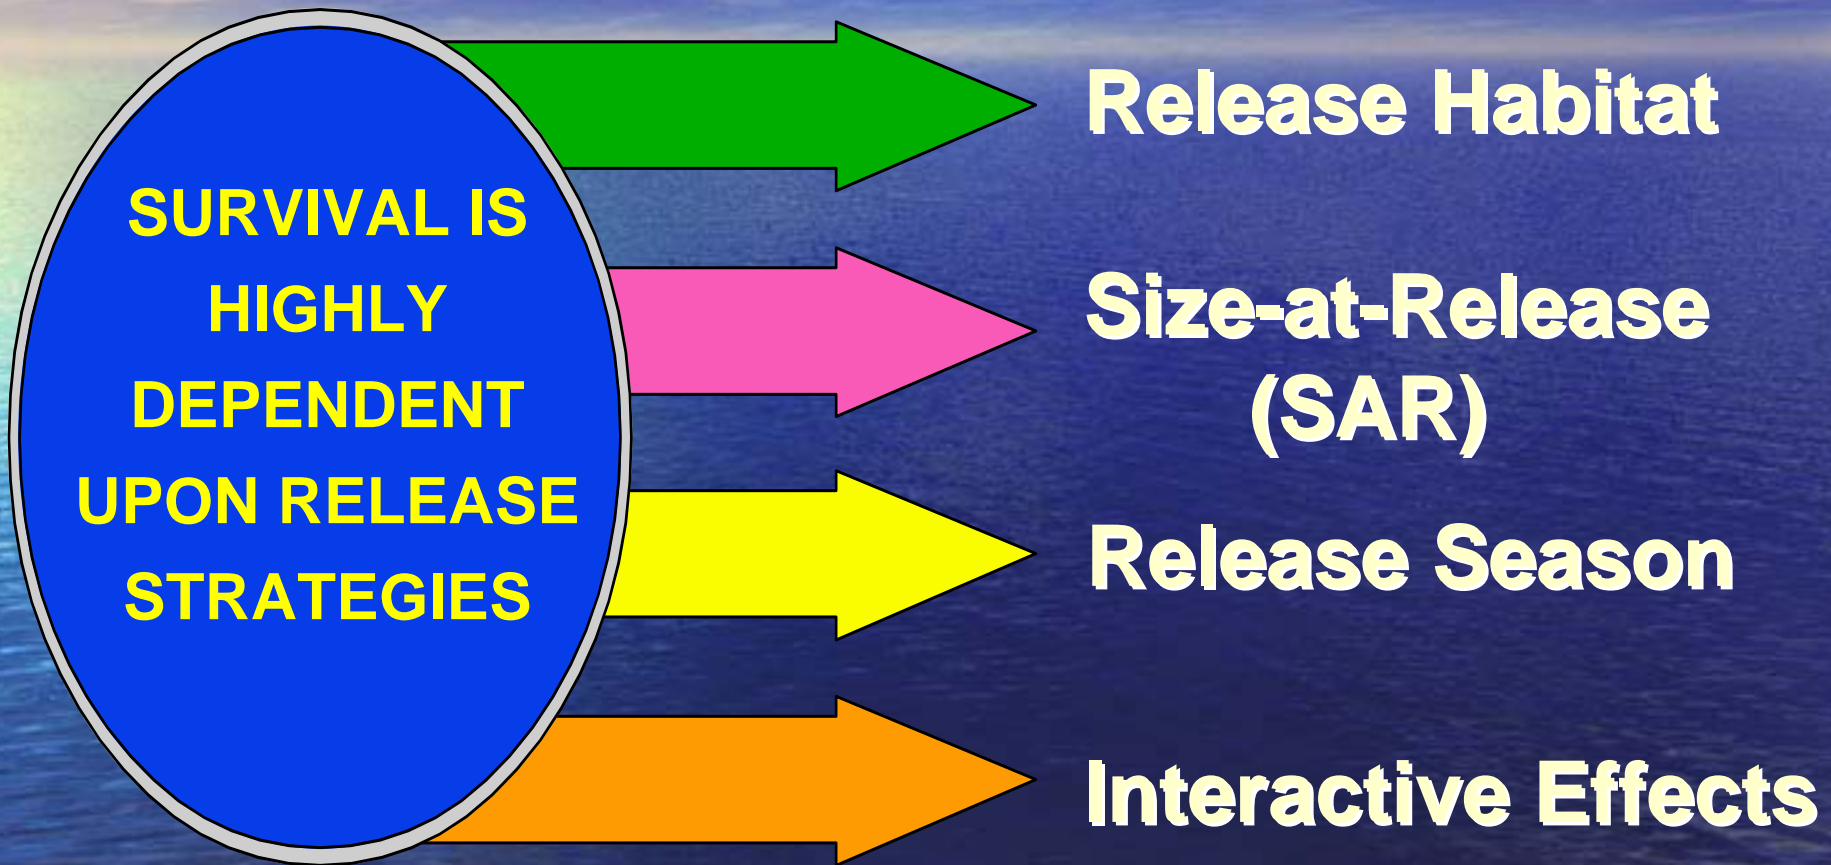 SURVIVAL IS
HIGHLY
DEPENDENT
UPON RELEASE
STRATEGIES
Release Habitat
Size-at-Release
(SAR)
Release Season
Interactive Effects